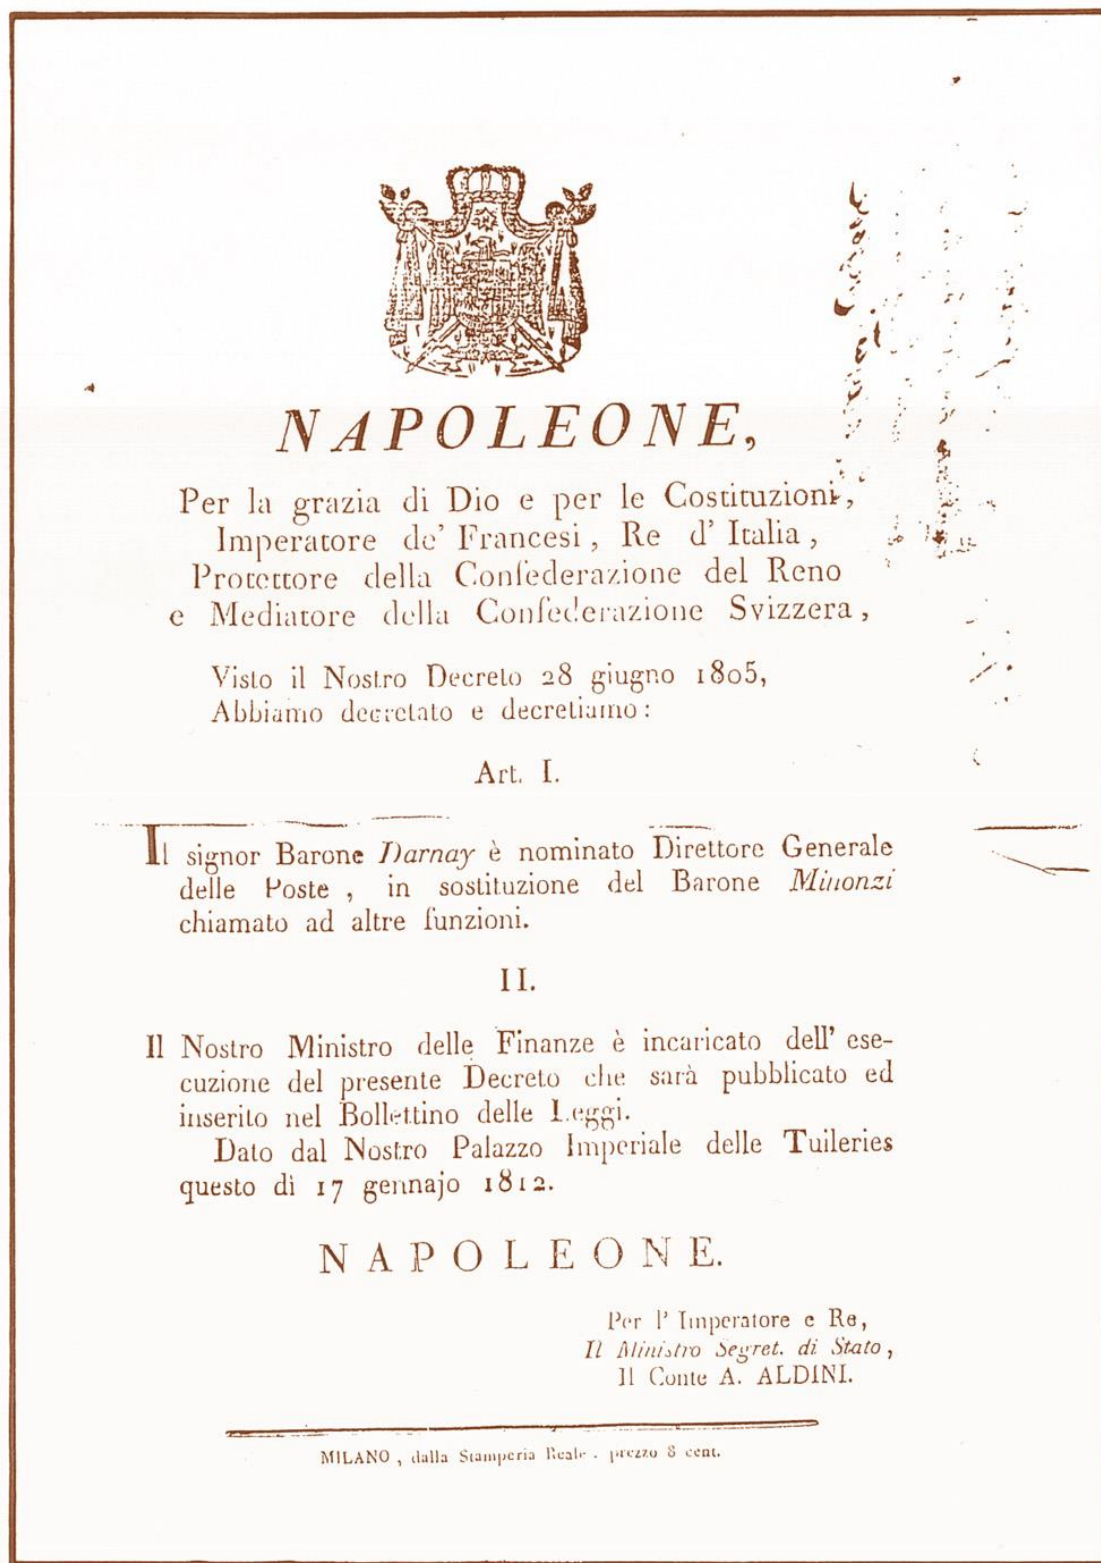 NAPOLEONE,
Per la grazia di Dio e per le Costituzioni,
Imperatore de' Francesi, Re d' Italia,
Protettore della Confederazione del Reno
e Mediatore della Confederazione Svizzera,
Visto il Nostro Decreto 28 giugno 1805,
Abbiamo decretato e decretiamo:
Art. I.
Il signor Barone Darnay è nominato Direttore Generale
delle Poste, in sostituzione del Barone Minonzi
chiamato ad altre funzioni.
II.
Il Nostro Ministro delle Finanze è incaricato dell' ese-
cuzione del presente Decreto che sarà pubblicato ed
inserito nel Bollettino delle Leggi.
Dato dal Nostro Palazzo Imperiale delle Tuileries
questo dì 17 gennajo 1812.
NAPOLEONE.
Per l' Imperatore e Re,
Il Ministro Segret. di Stato,
Il Conte A. ALDINI.
MILANO, dalla Stamperia Reale. prezzo 8 cent.